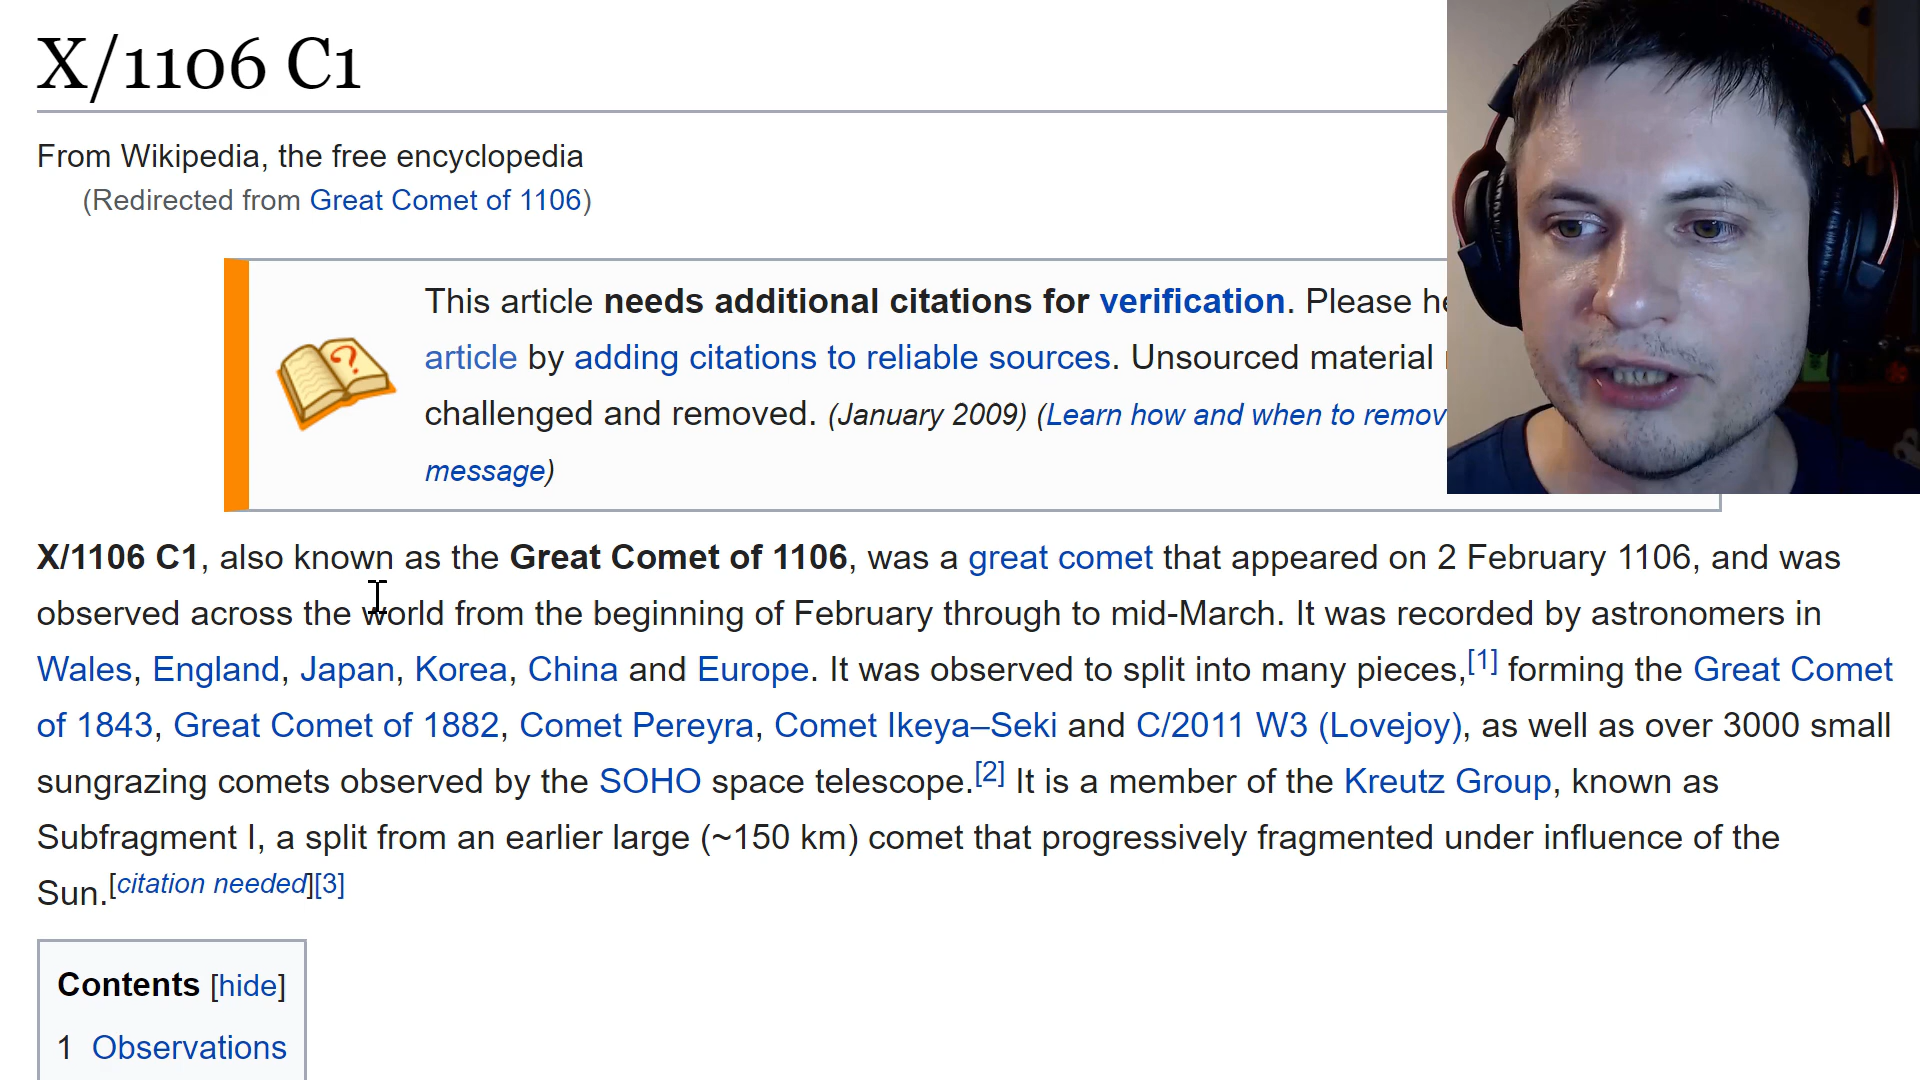 X/1106 C1
From Wikipedia, the free encyclopedia
(Redirected from Great Comet of 1106)
This article needs additional citations for verification. Please
article by adding citations to reliable sources. Unsourced material
challenged and removed. (January 2009) (Learn how and when to
message)
X/1106 C1, also known as the Great Comet of 1106, was a great comet that appeared on 2 February 1106, and was
observed across the world from the beginning of February through to mid-March. It was recorded by astronomers in
Wales, England, Japan, Korea, China and Europe. It was observed to split into many pieces,[1] forming the Great Comet
of 1843, Great Comet of 1882, Comet Pereyra, Comet Ikeya–Seki and C/2011 W3 (Lovejoy), as well as over 3000 small
sungrazing comets observed by the SOHO space telescope.[2] It is a member of the Kreutz Group, known as
Subfragment I, a split from an earlier large (~150 km) comet that progressively fragmented under influence of the
Sun.[citation needed][3]
Contents [hide]
1 Observations